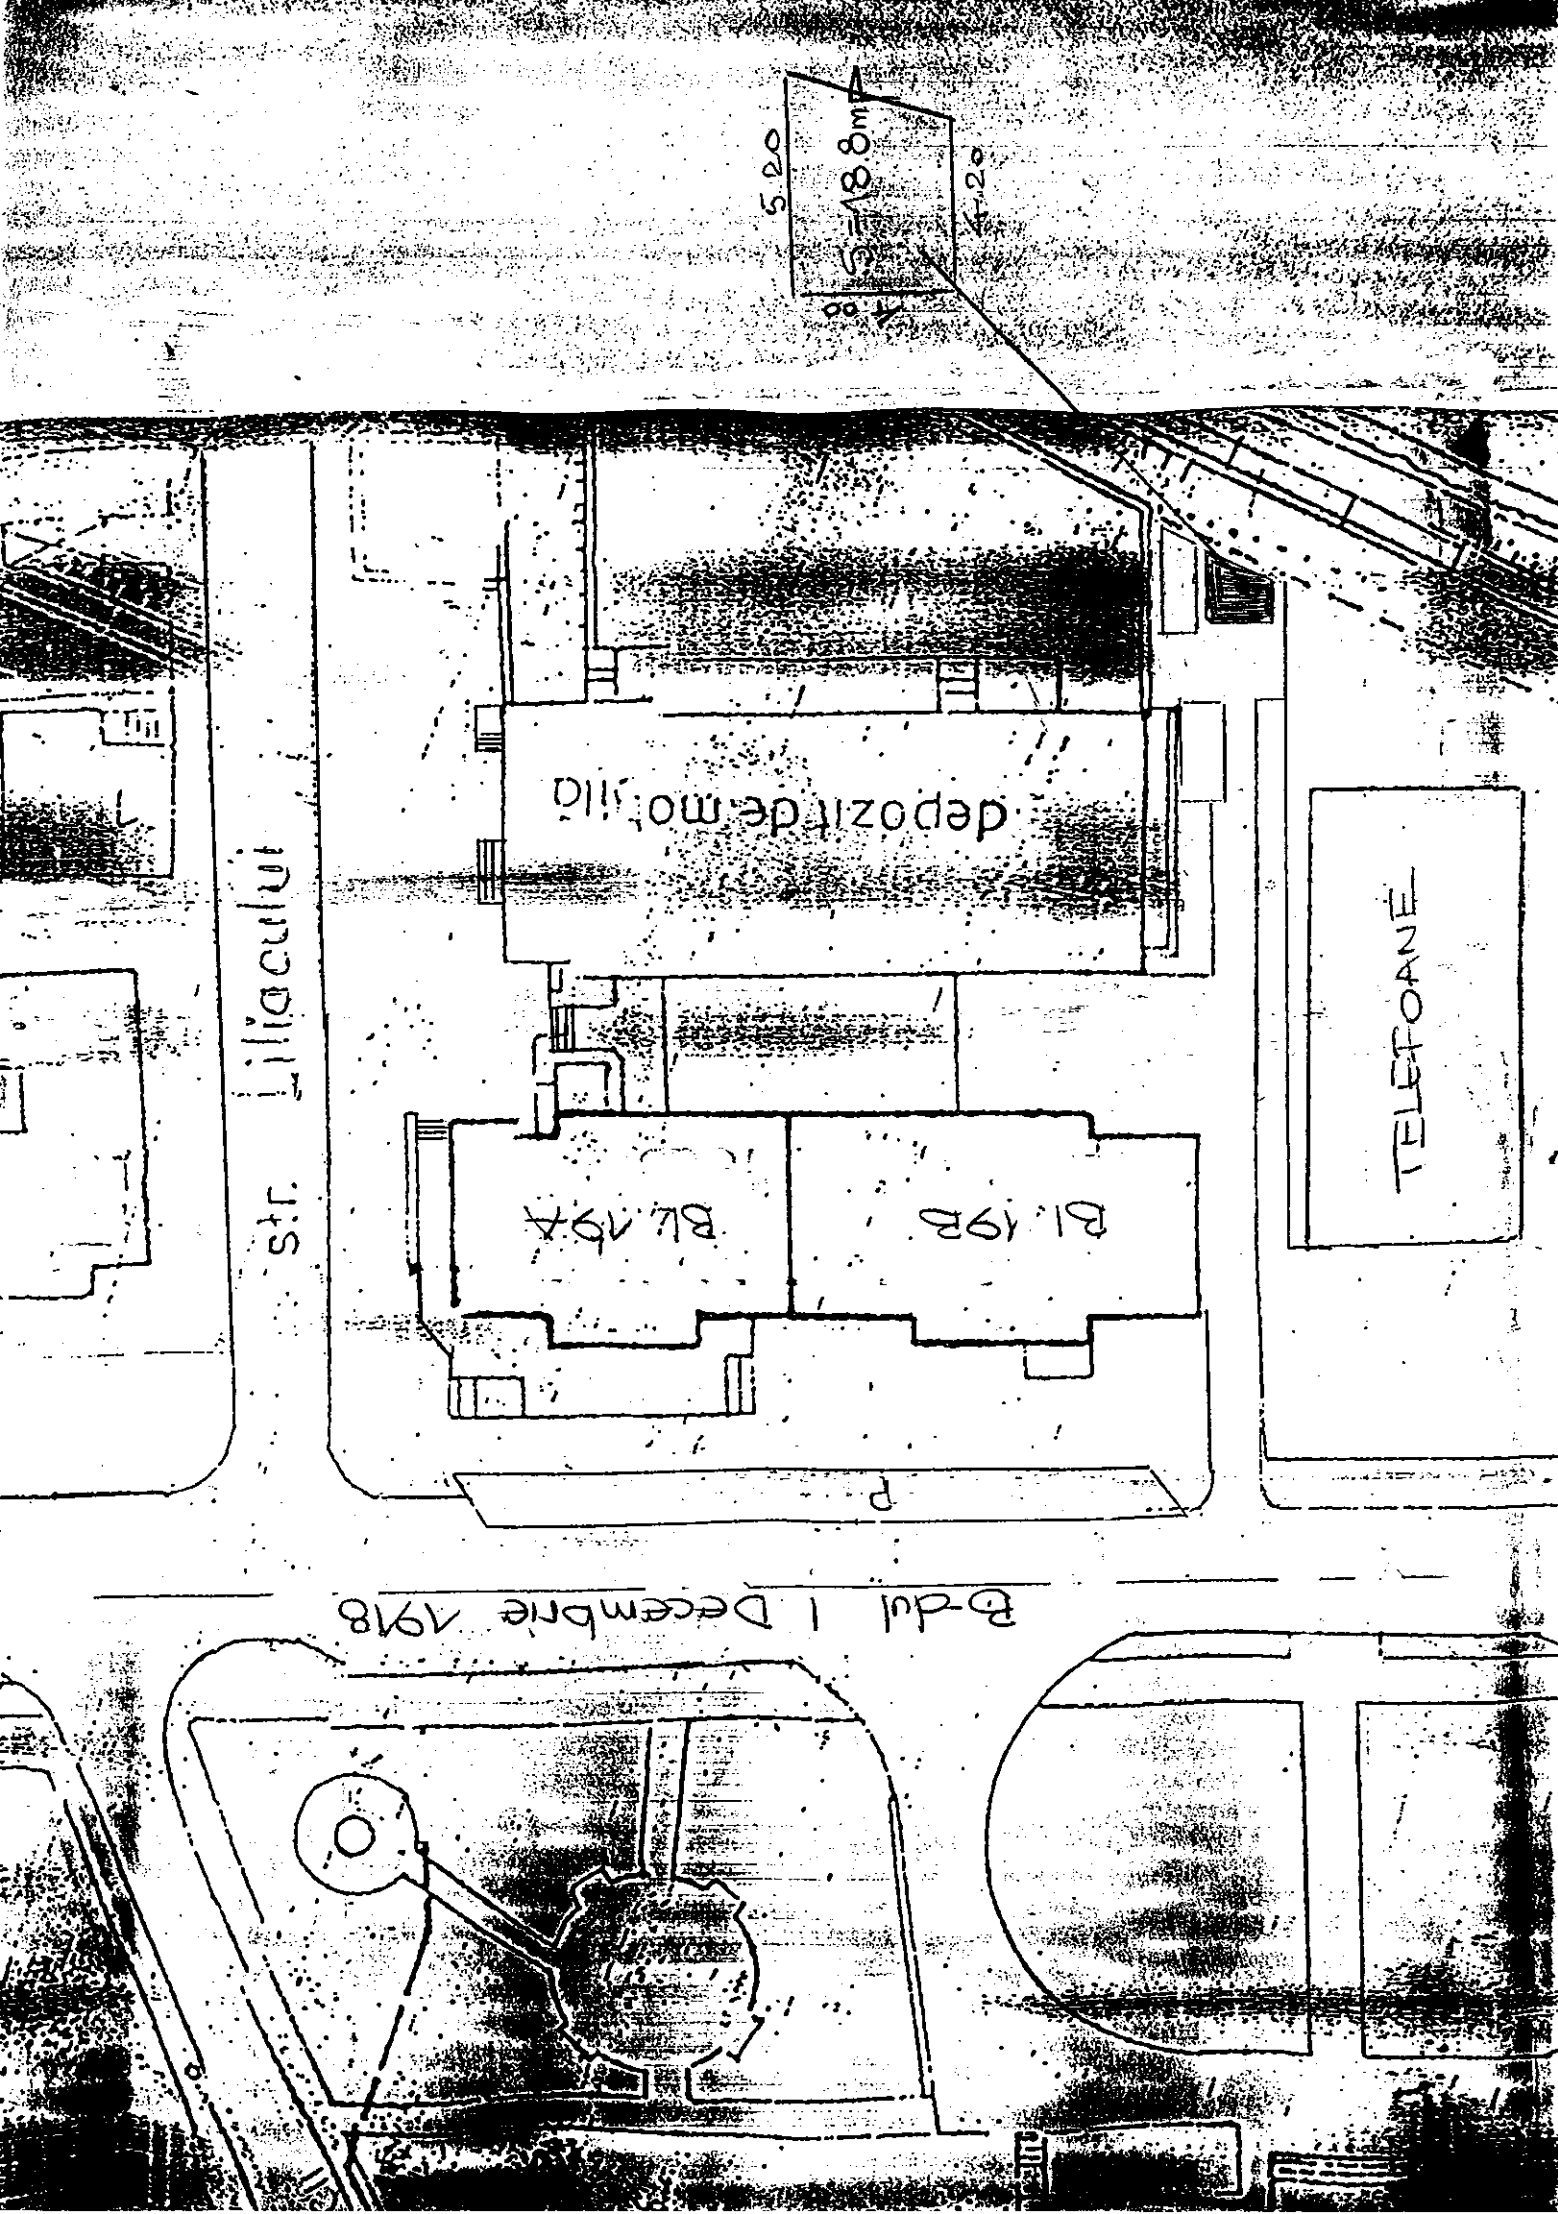 5.20
S=18.8m
4.20
depozit de mobilă
Str. Liliacului
TELEFOANE
Bl. 19A
Bl. 19B
P
B-dul 1 Decembrie 1918